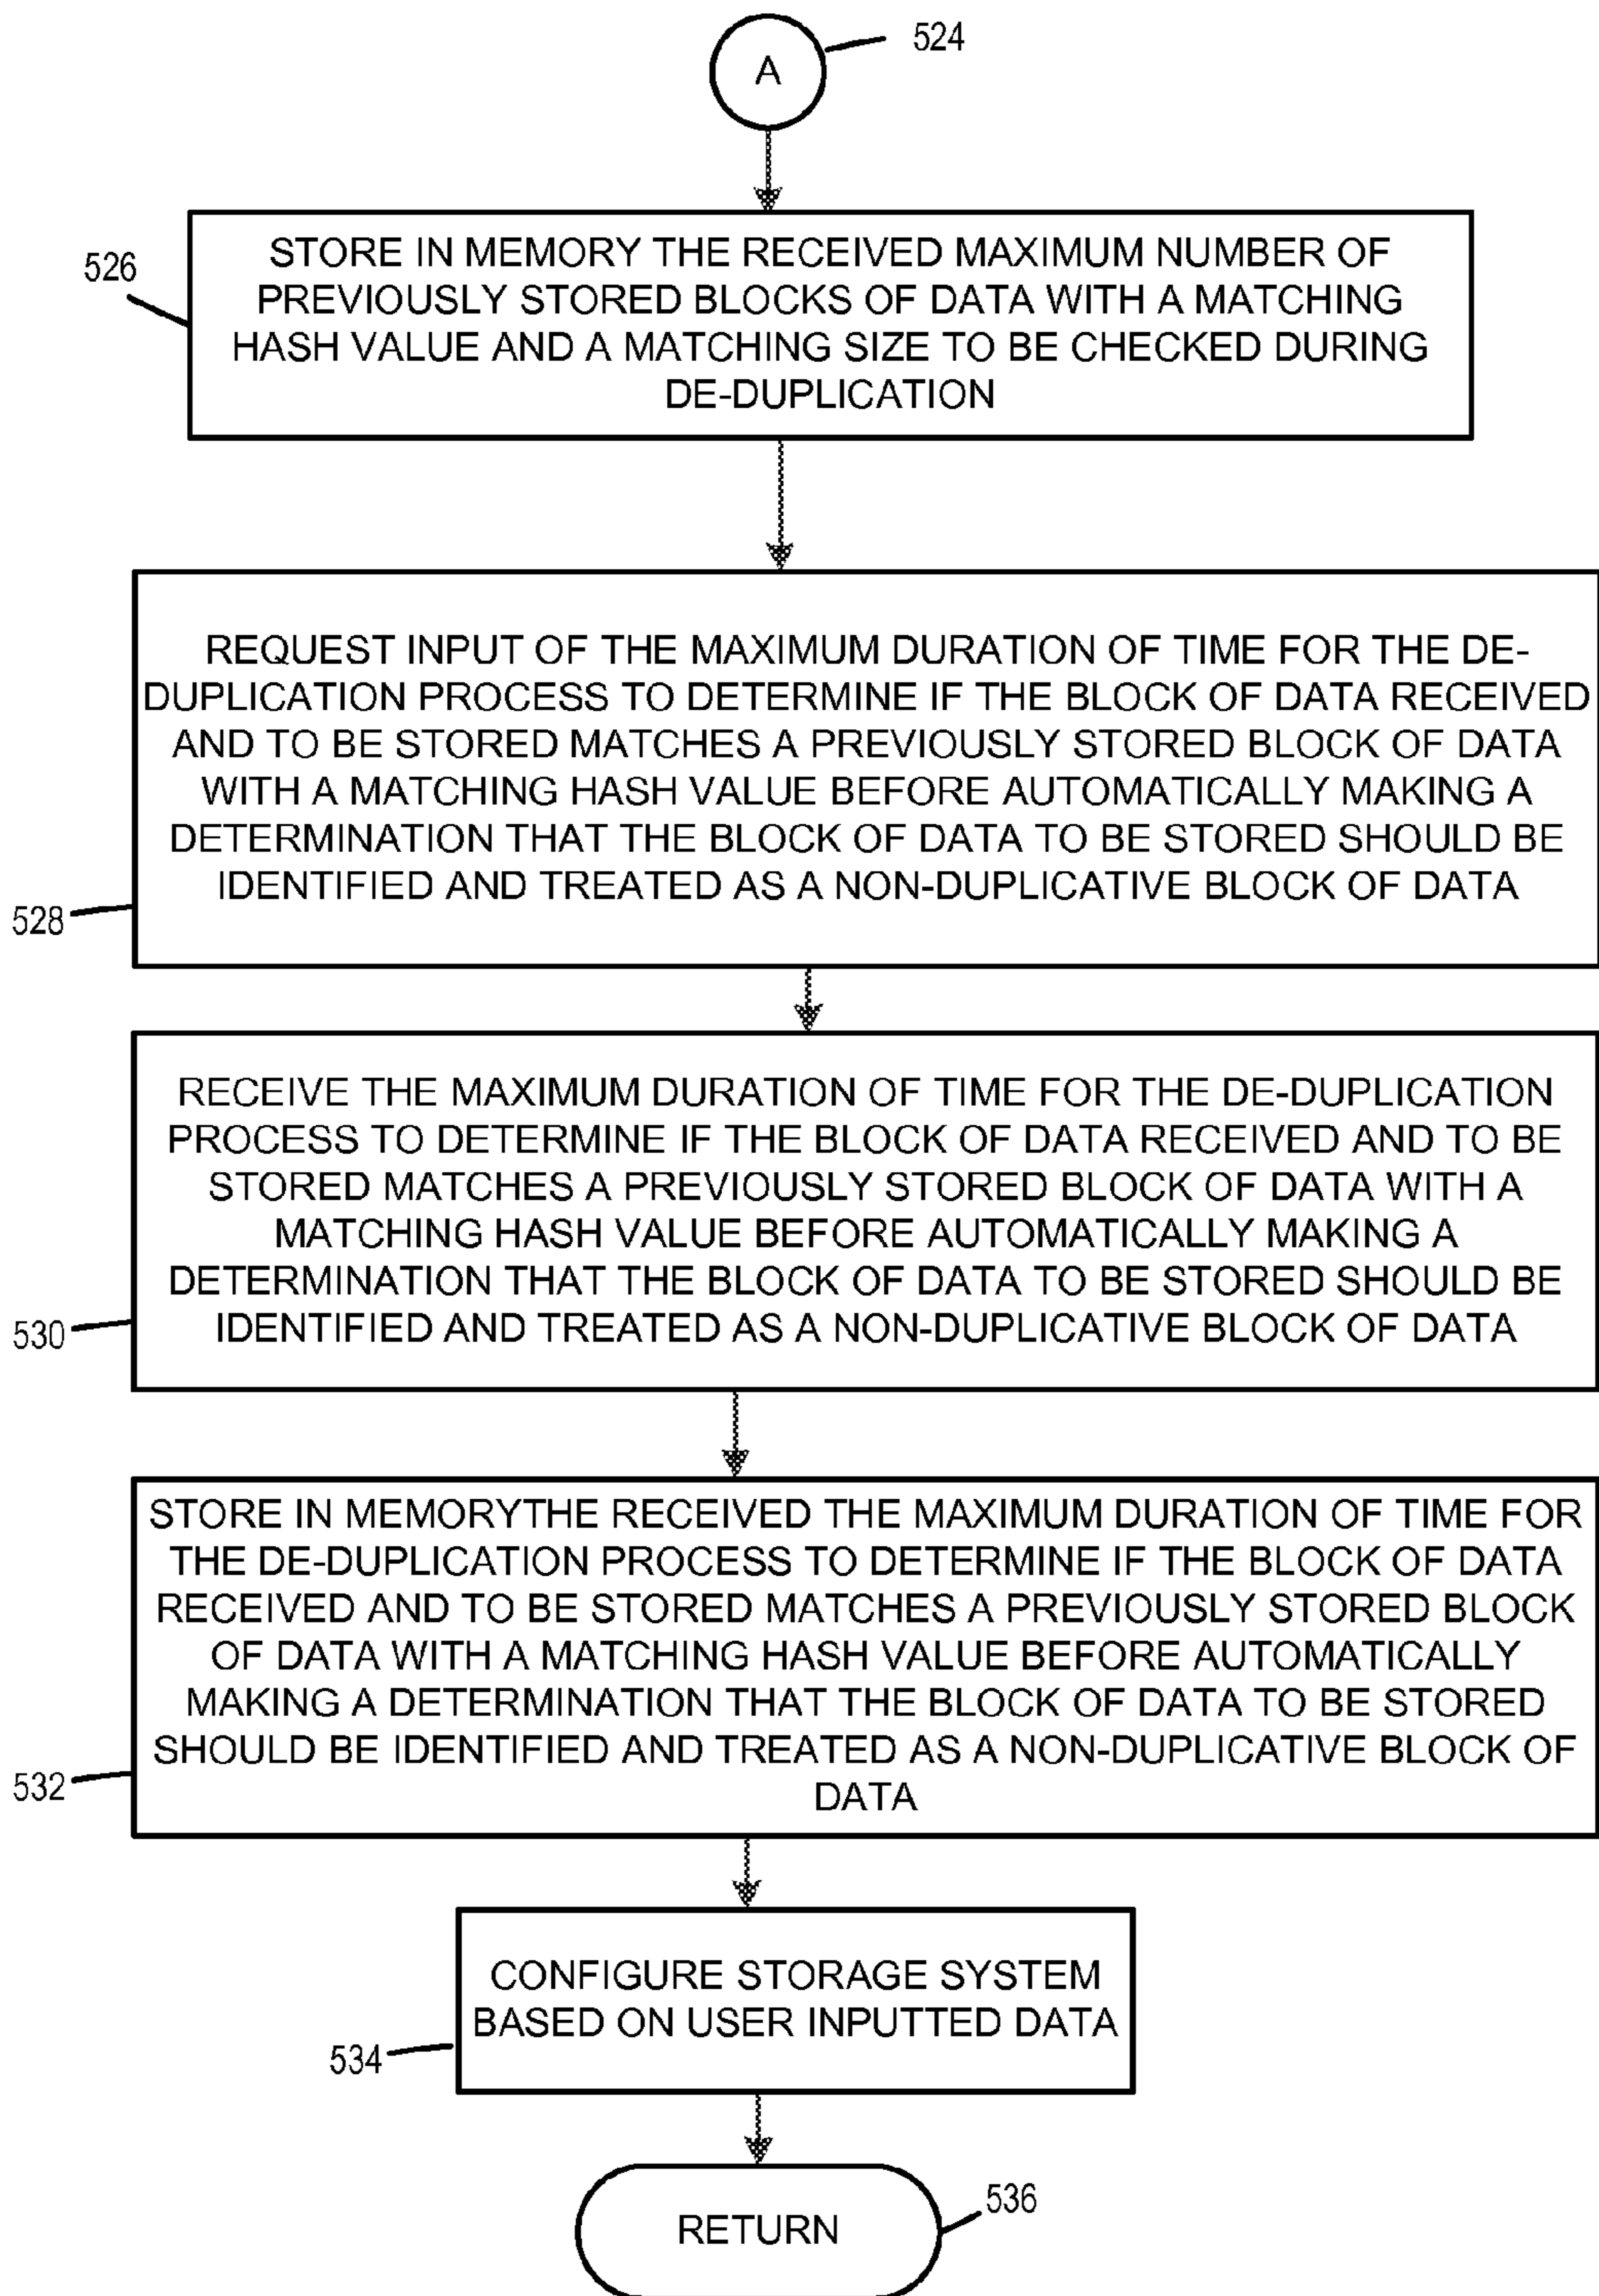 A
524
526
STORE IN MEMORY THE RECEIVED MAXIMUM NUMBER OF
PREVIOUSLY STORED BLOCKS OF DATA WITH A MATCHING
HASH VALUE AND A MATCHING SIZE TO BE CHECKED DURING
DE-DUPLICATION
REQUEST INPUT OF THE MAXIMUM DURATION OF TIME FOR THE DE-
DUPLICATION PROCESS TO DETERMINE IF THE BLOCK OF DATA RECEIVED
AND TO BE STORED MATCHES A PREVIOUSLY STORED BLOCK OF DATA
WITH A MATCHING HASH VALUE BEFORE AUTOMATICALLY MAKING A
DETERMINATION THAT THE BLOCK OF DATA TO BE STORED SHOULD BE
IDENTIFIED AND TREATED AS A NON-DUPLICATIVE BLOCK OF DATA
528
RECEIVE THE MAXIMUM DURATION OF TIME FOR THE DE-DUPLICATION
PROCESS TO DETERMINE IF THE BLOCK OF DATA RECEIVED AND TO BE
STORED MATCHES A PREVIOUSLY STORED BLOCK OF DATA WITH A
MATCHING HASH VALUE BEFORE AUTOMATICALLY MAKING A
DETERMINATION THAT THE BLOCK OF DATA TO BE STORED SHOULD BE
IDENTIFIED AND TREATED AS A NON-DUPLICATIVE BLOCK OF DATA
530
STORE IN MEMORYTHE RECEIVED THE MAXIMUM DURATION OF TIME FOR
THE DE-DUPLICATION PROCESS TO DETERMINE IF THE BLOCK OF DATA
RECEIVED AND TO BE STORED MATCHES A PREVIOUSLY STORED BLOCK
OF DATA WITH A MATCHING HASH VALUE BEFORE AUTOMATICALLY
MAKING A DETERMINATION THAT THE BLOCK OF DATA TO BE STORED
SHOULD BE IDENTIFIED AND TREATED AS A NON-DUPLICATIVE BLOCK OF
DATA
532
CONFIGURE STORAGE SYSTEM
BASED ON USER INPUTTED DATA
534
RETURN
536